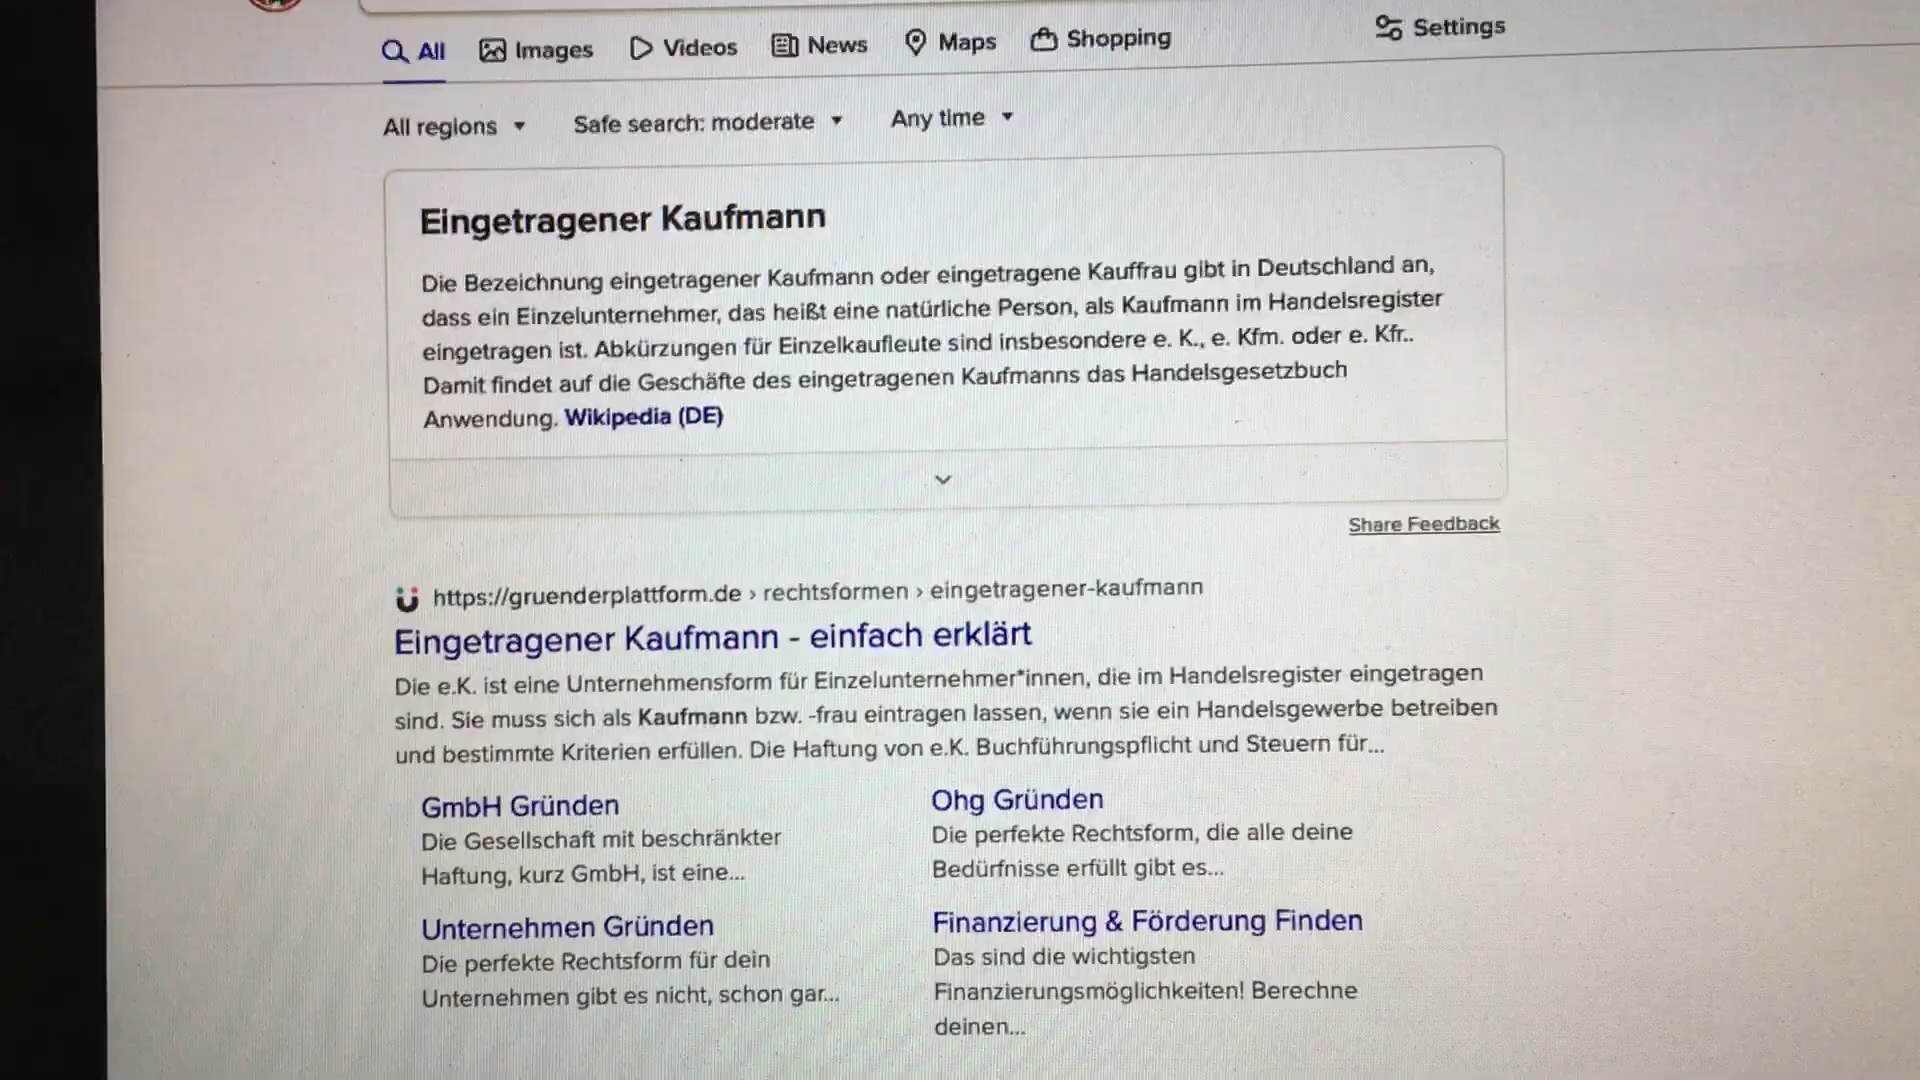 All Images Videos News Maps Shopping Settings
All regions Safe search: moderate Any time
Eingetragener Kaufmann
Die Bezeichnung eingetragener Kaufmann oder eingetragene Kauffrau gibt in Deutschland an,
dass ein Einzelunternehmer, das heißt eine natürliche Person, als Kaufmann im Handelsregister
eingetragen ist. Abkürzungen für Einzelkaufleute sind insbesondere e. K., e. Kfm. oder e. Kfr..
Damit findet auf die Geschäfte des eingetragenen Kaufmanns das Handelsgesetzbuch
Anwendung. Wikipedia (DE)
Share Feedback
https://gruenderplattform.de › rechtsformen › eingetragener-kaufmann
Eingetragener Kaufmann - einfach erklärt
Die e.K. ist eine Unternehmensform für Einzelunternehmer*innen, die im Handelsregister eingetragen
sind. Sie muss sich als Kaufmann bzw. -frau eintragen lassen, wenn sie ein Handelsgewerbe betreiben
und bestimmte Kriterien erfüllen. Die Haftung von e.K. Buchführungspflicht und Steuern für...
GmbH Gründen
Die Gesellschaft mit beschränkter
Haftung, kurz GmbH, ist eine...
Ohg Gründen
Die perfekte Rechtsform, die alle deine
Bedürfnisse erfüllt gibt es...
Unternehmen Gründen
Die perfekte Rechtsform für dein
Unternehmen gibt es nicht, schon gar...
Finanzierung & Förderung Finden
Das sind die wichtigsten
Finanzierungsmöglichkeiten! Berechne
deinen...